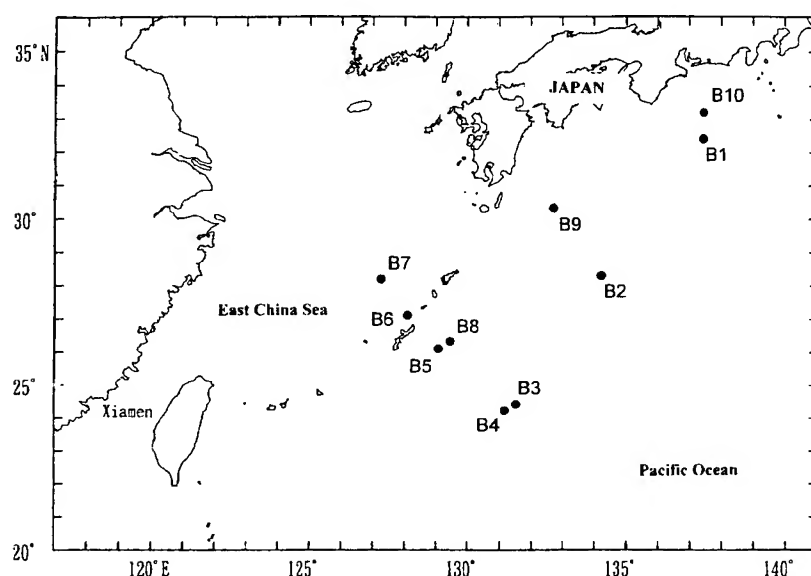 35°N
JAPAN
B10
B1
30°
B9
B7
B2
East China Sea
B6
B8
B5
25°
Xiamen
B3
B4
Pacific Ocean
20°
120°E
125°
130°
135°
140°